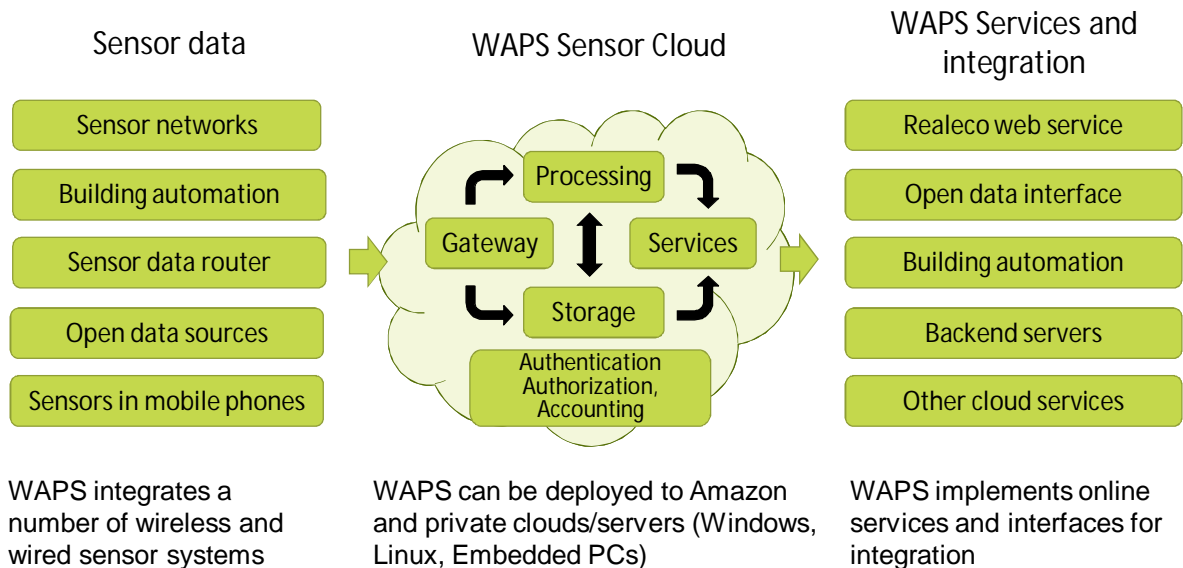 Sensor data
Sensor networks
Building automation
Sensor data router
Open data sources
Sensors in mobile phones
WAPS integrates a
number of wireless and
wired sensor systems
WAPS Sensor Cloud
Processing
Gateway
Services
Storage
Authentication
Authorization,
Accounting
WAPS can be deployed to Amazon
and private clouds/servers (Windows,
Linux, Embedded PCs)
WAPS Services and
integration
Realeco web service
Open data interface
Building automation
Backend servers
Other cloud services
WAPS implements online
services and interfaces for
integration